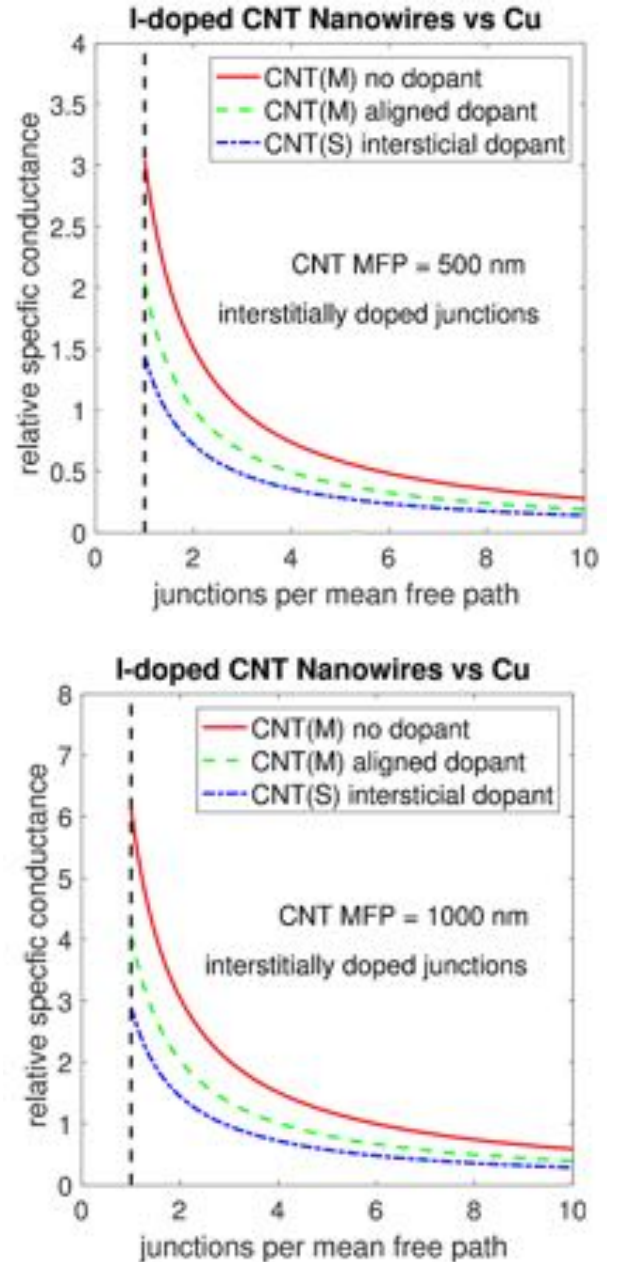 I-doped CNT Nanowires vs Cu
4
3.5
3
2.5
2
1.5
1
0.5
0
relative specfic conductance
CNT(M) no dopant
CNT(M) aligned dopant
CNT(S) intersticial dopant
CNT MFP = 500 nm
interstitially doped junctions
0 2 4 6 8 10
junctions per mean free path
I-doped CNT Nanowires vs Cu
8
7
6
5
4
3
2
1
0
relative specfic conductance
CNT(M) no dopant
CNT(M) aligned dopant
CNT(S) intersticial dopant
CNT MFP = 1000 nm
interstitially doped junctions
0 2 4 6 8 10
junctions per mean free path